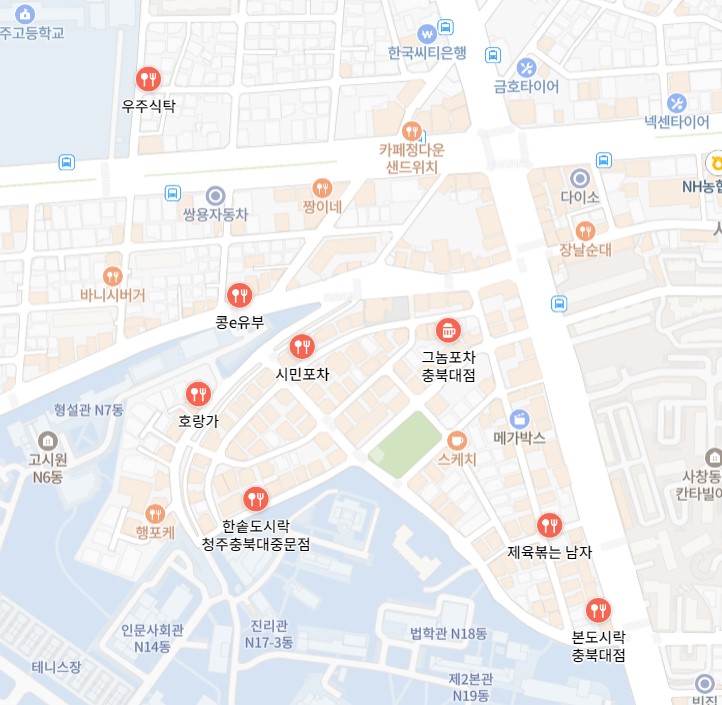 주고등학교
한국씨티은행
우주식탁
금호타이어
넥센타이어
카페정다운
샌드위치
NH농협
다이소
짱이네
쌍용자동차
장날순대
바니시버거
콩e유부
그놈포차
충북대점
시민포차
형설관 N7동
호랑가
메가박스
고시원
N6동
스케치
사창동
칸타빌
행포케
한솥도시락
청주충북대중문점
제육볶는 남자
인문사회관
N14동
진리관
N17-3동
법학관 N18동
본도시락
충북대점
테니스장
제2본관
N19동
빈집